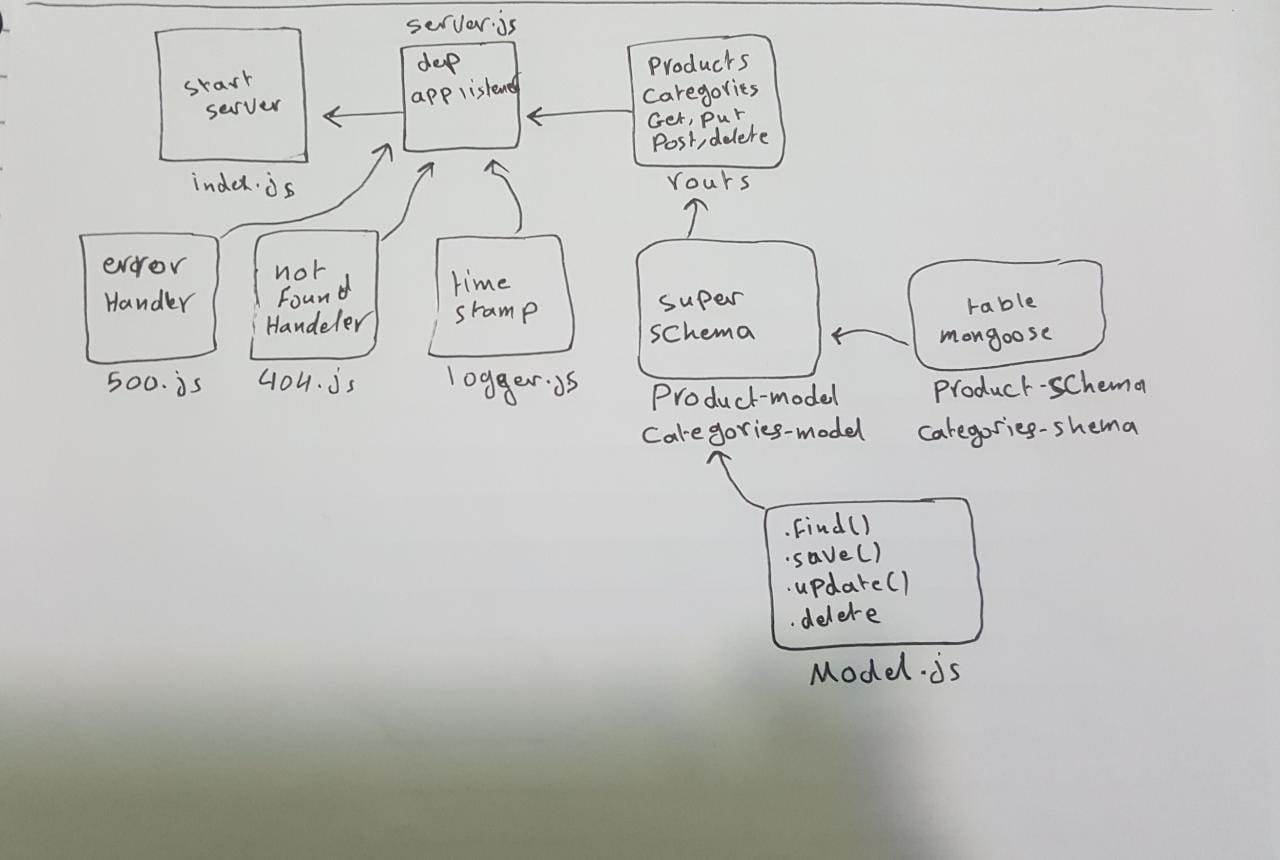 server.js
start
server
index.js
dep
app listener
Products
Categories
Get, Put
Post, delete
routs
error
Handler
500.js
not
Found
Handeler
404.js
time
stamp
logger.js
super
SChema
Product-model
Categories-model
table
mongoose
Product-SChema
Categories-shema
.find()
.save()
.update()
.delete
Model.js